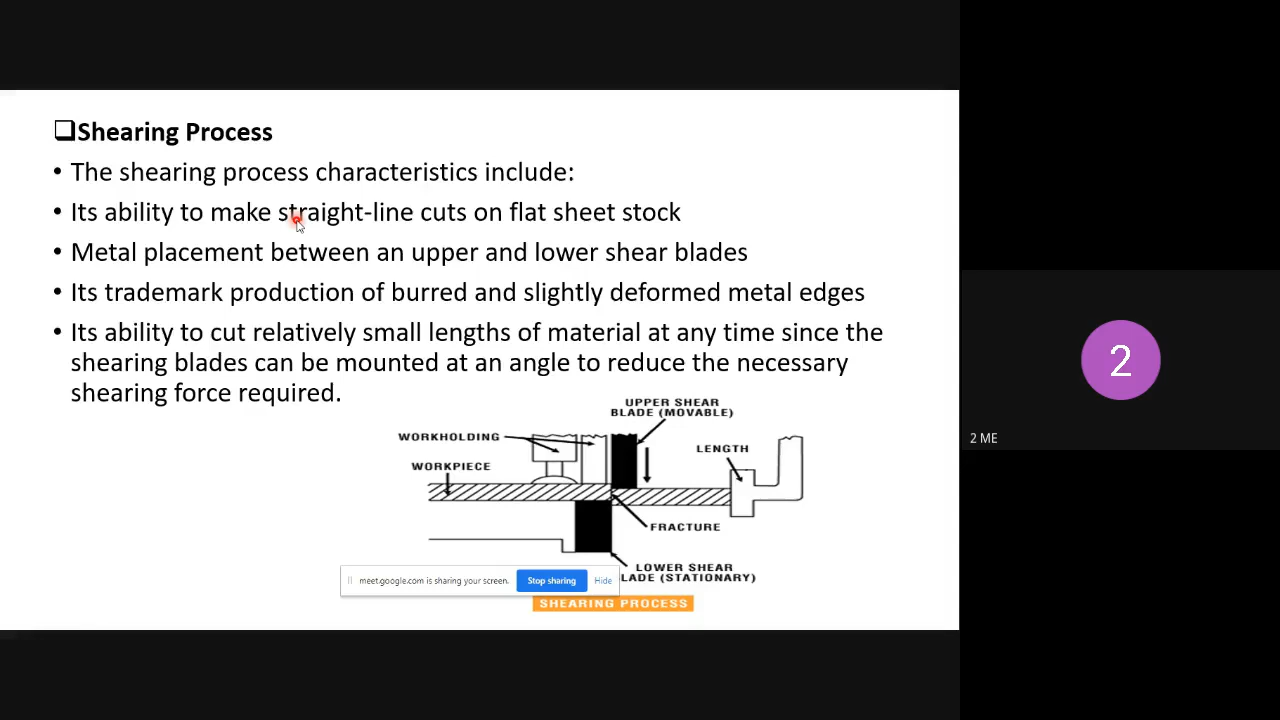 ❑Shearing Process
• The shearing process characteristics include:
• Its ability to make straight-line cuts on flat sheet stock
• Metal placement between an upper and lower shear blades
• Its trademark production of burred and slightly deformed metal edges
• Its ability to cut relatively small lengths of material at any time since the
shearing blades can be mounted at an angle to reduce the necessary
shearing force required.
UPPER SHEAR
BLADE (MOVABLE)
WORKHOLDING
LENGTH
WORKPIECE
FRACTURE
LOWER SHEAR
LADE (STATIONARY)
meet.google.com is sharing your screen.
Stop sharing
Hide
SHEARING PROCESS
2
2 ME